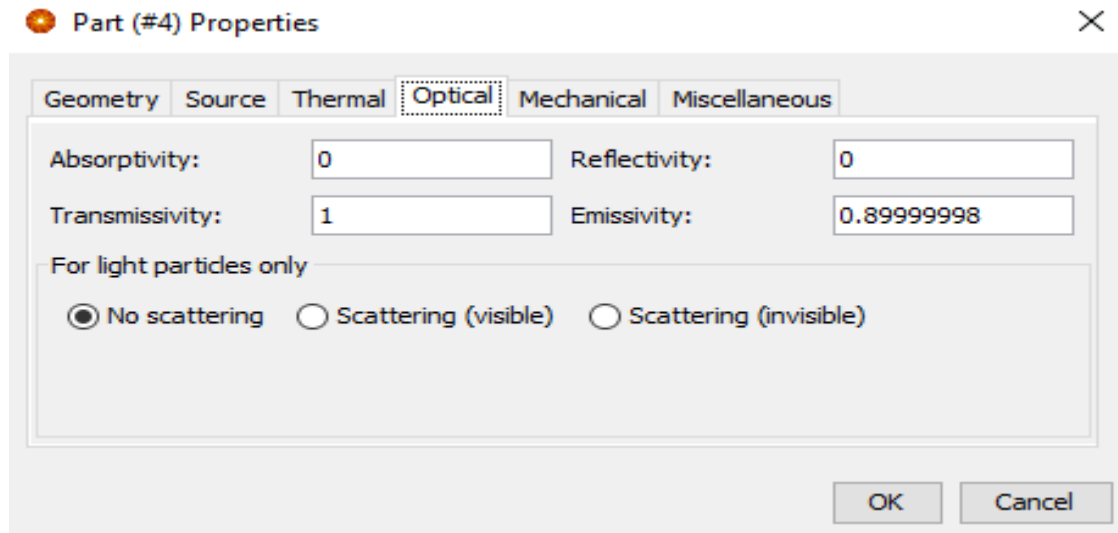 Part (#4) Properties
Geometry Source Thermal Optical Mechanical Miscellaneous
Absorptivity: 0 Reflectivity: 0
Transmissivity: 1 Emissivity: 0.89999998
For light particles only
No scattering Scattering (visible) Scattering (invisible)
OK Cancel